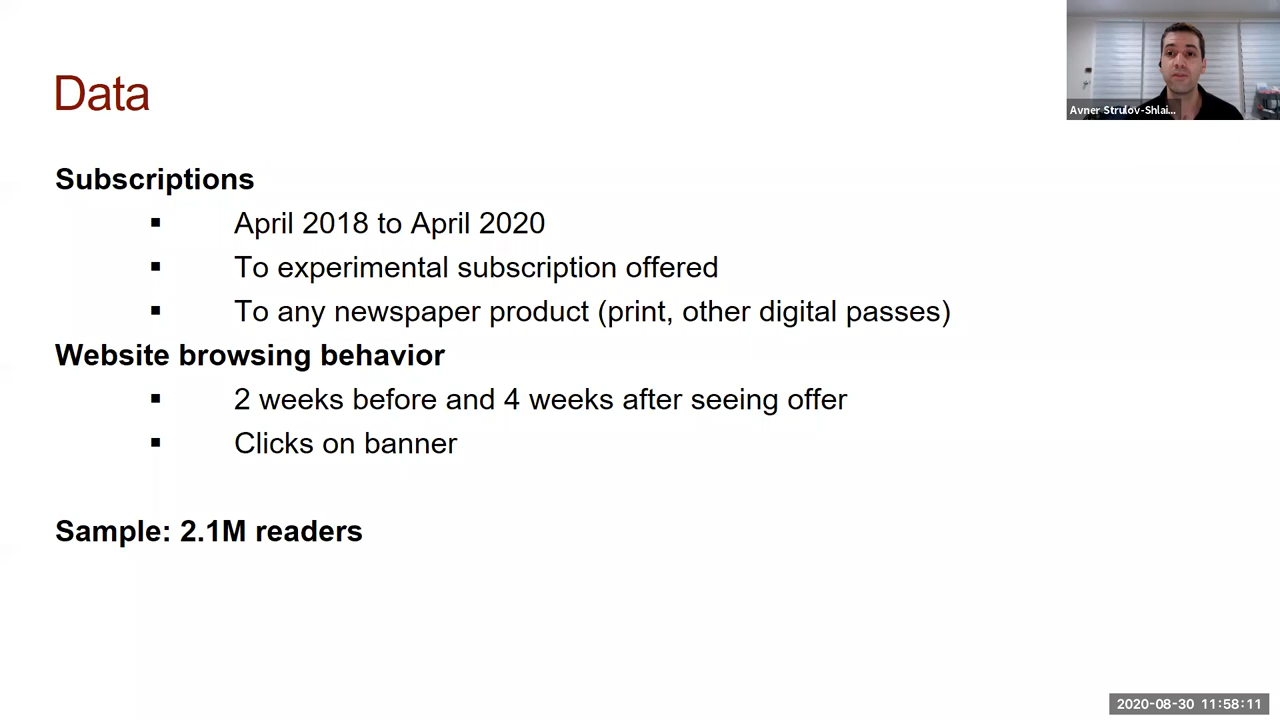 Data
Avner Strulov-Shlai...
Subscriptions
▪ April 2018 to April 2020
▪ To experimental subscription offered
▪ To any newspaper product (print, other digital passes)
Website browsing behavior
▪ 2 weeks before and 4 weeks after seeing offer
▪ Clicks on banner
Sample: 2.1M readers
2020-08-30 11:58:11